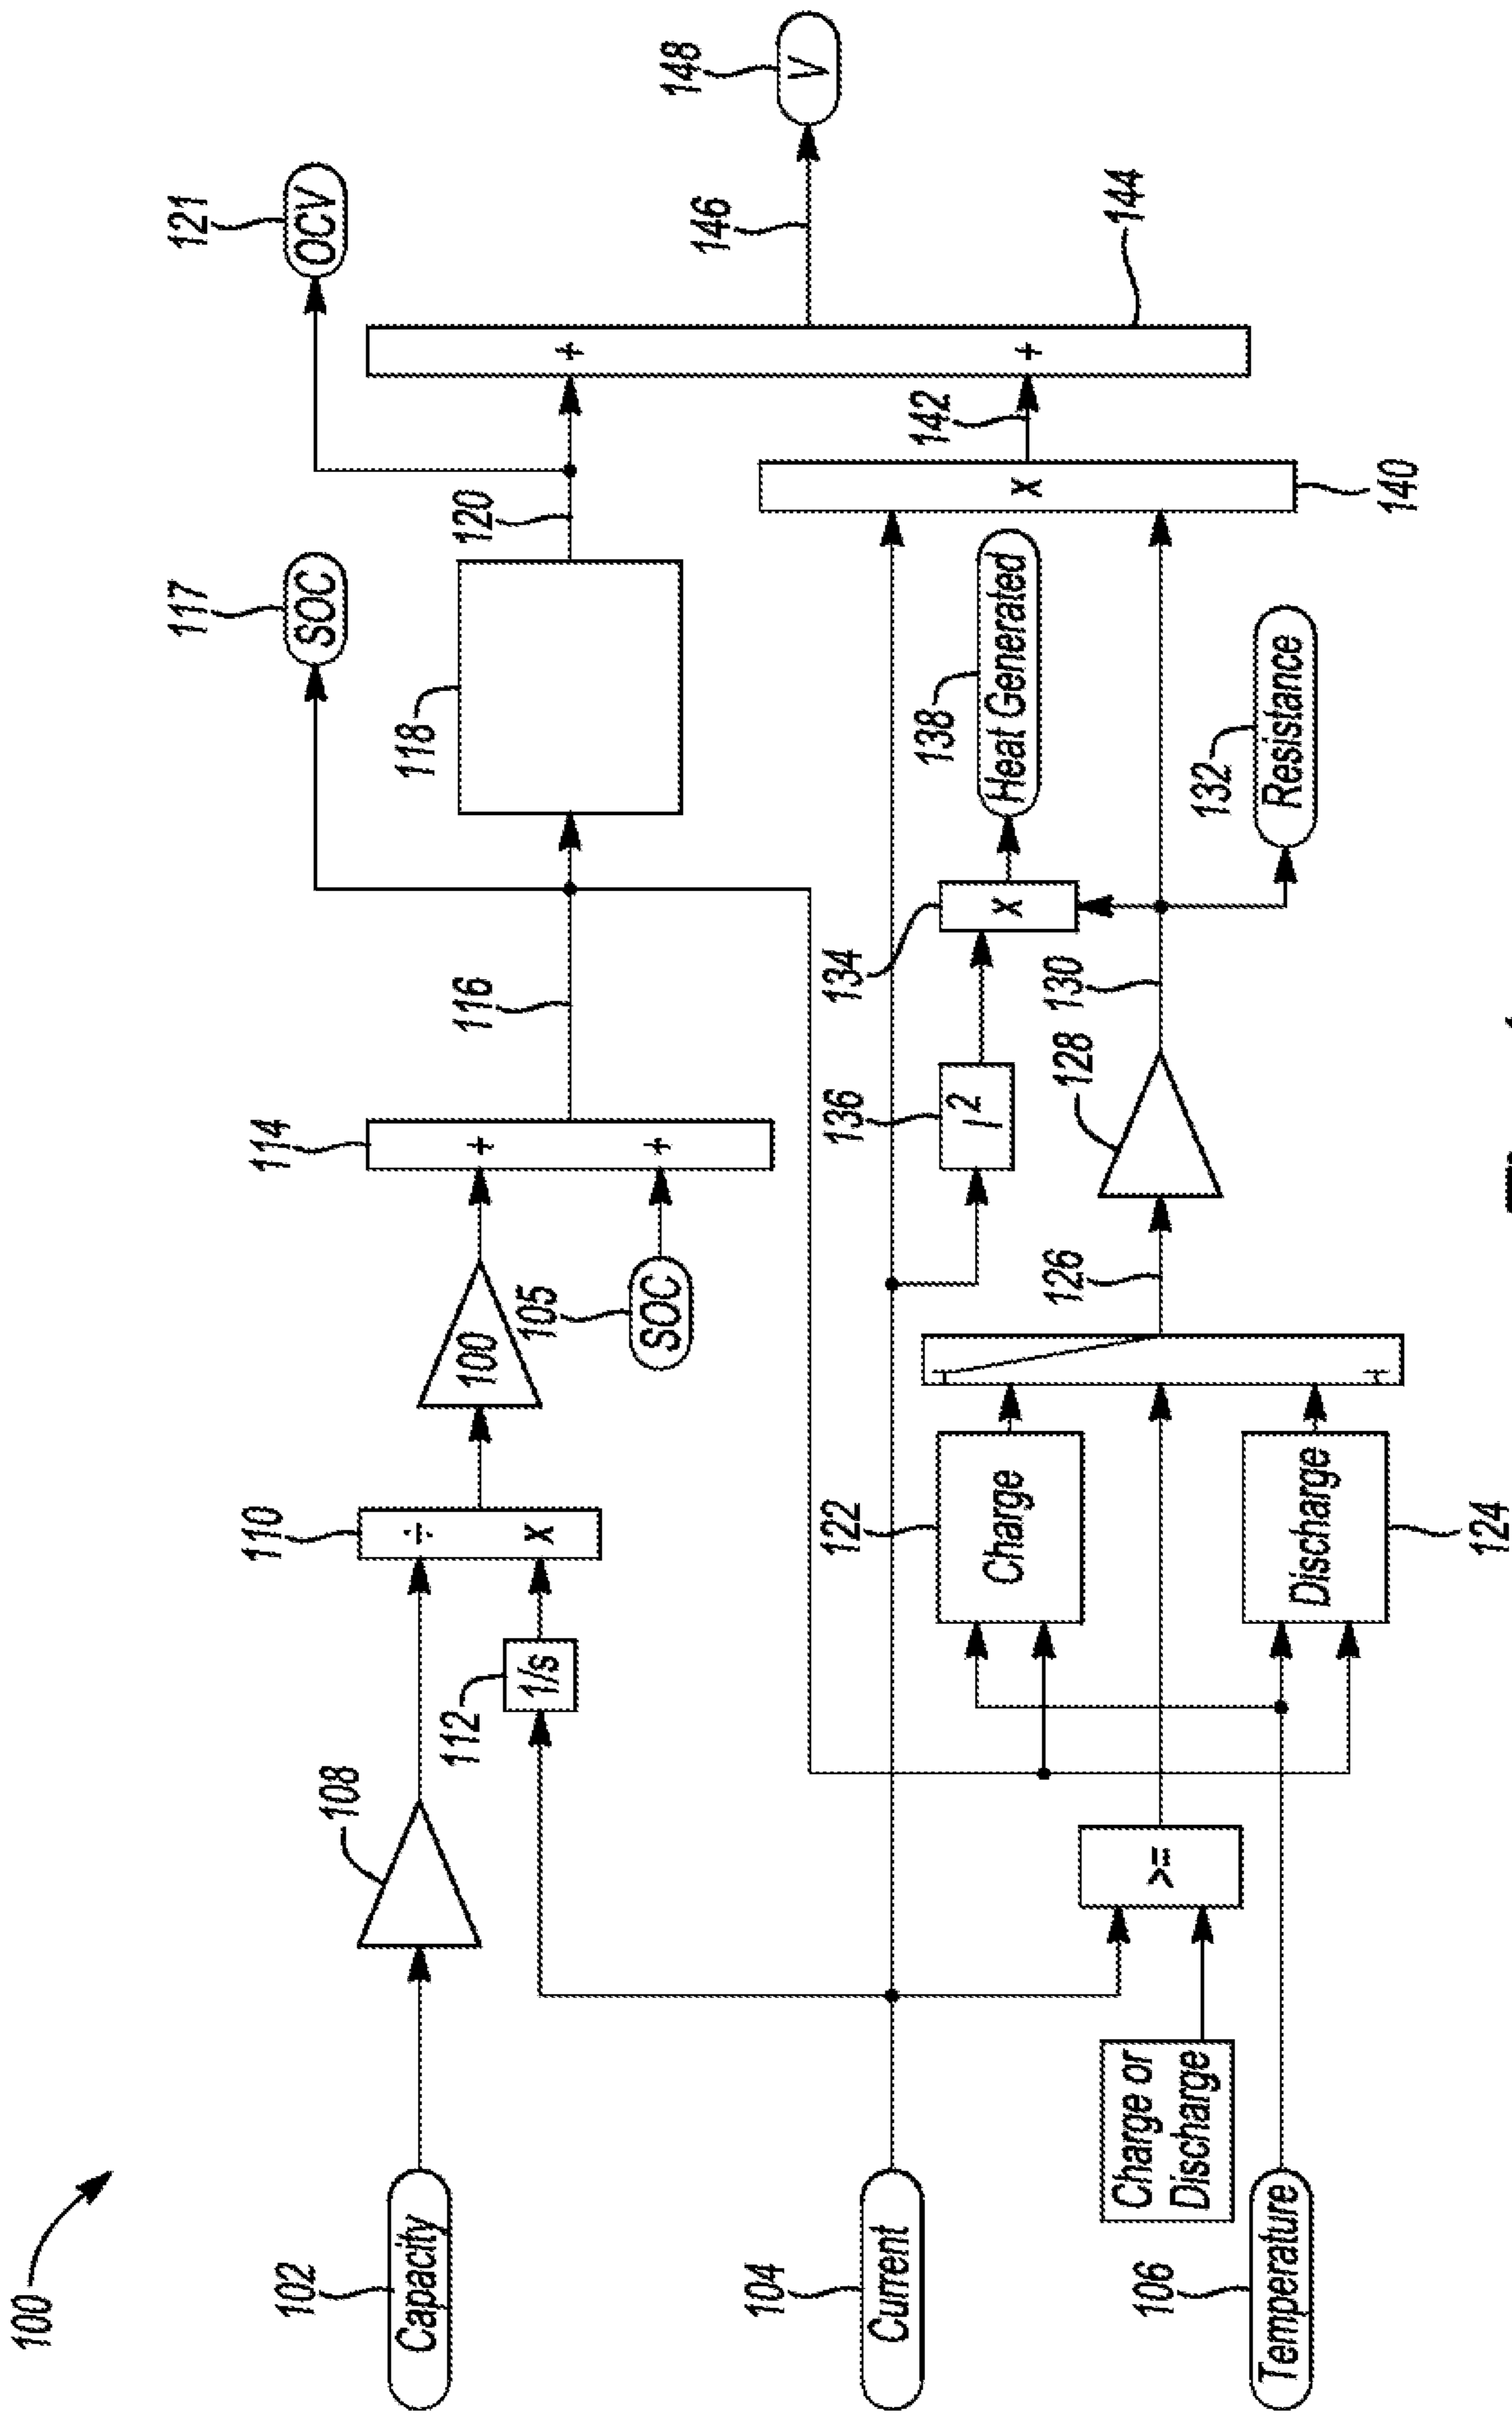 100
102
Capacity
108
110
÷
x
112
1/s
100
114
+
+
105
SOC
116
117
SOC
118
120
121
OCV
104
Current
136
I²
134
x
138
Heat Generated
140
x
142
144
+
+
146
148
V
Charge or
Discharge
>=
106
Temperature
122
Charge
124
Discharge
126
128
130
132
Resistance